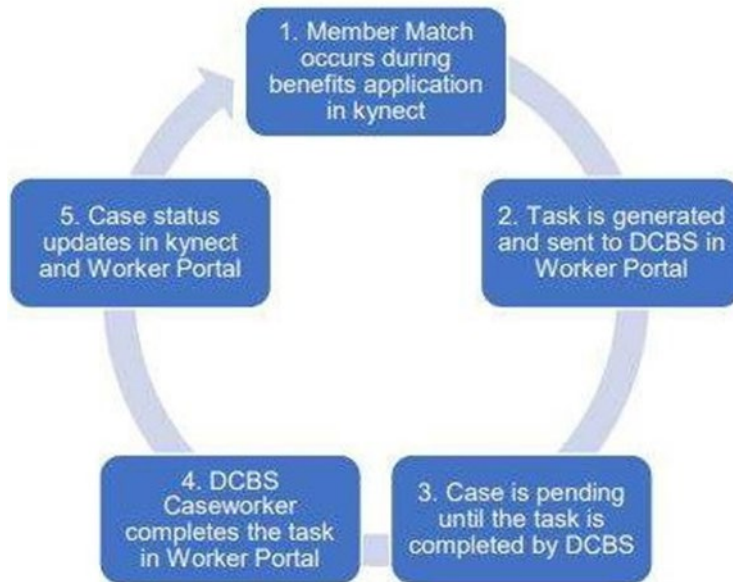 1. Member Match
occurs during
benefits application
in kynect
2. Task is generated
and sent to DCBS in
Worker Portal
3. Case is pending
until the task is
completed by DCBS
4. DCBS
Caseworker
completes the task
in Worker Portal
5. Case status
updates in kynect
and Worker Portal